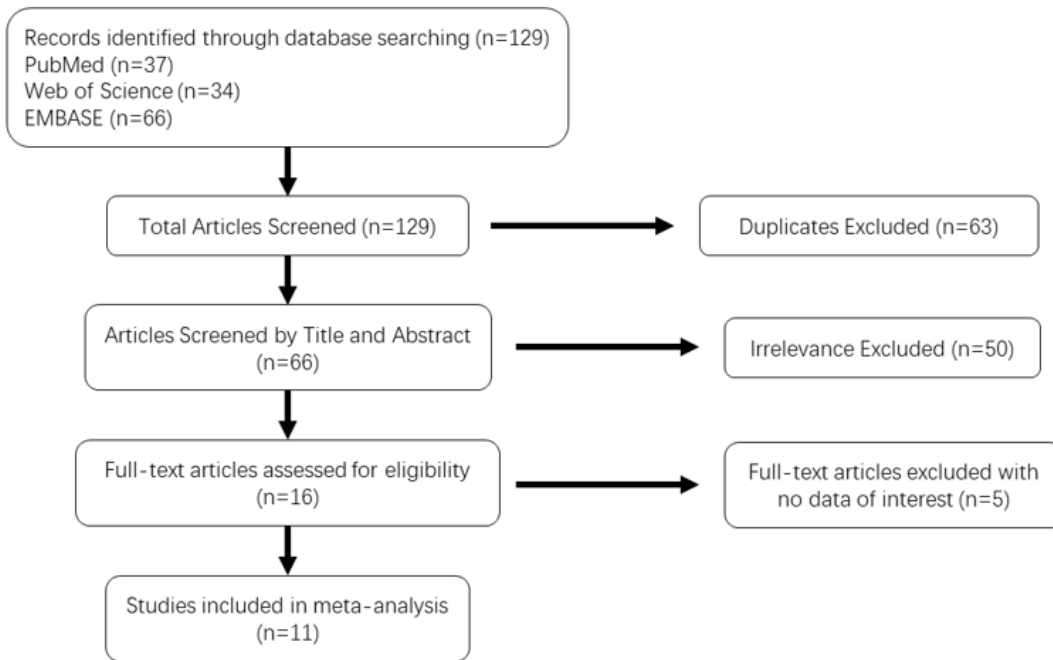 Records identified through database searching (n=129)
PubMed (n=37)
Web of Science (n=34)
EMBASE (n=66)
Total Articles Screened (n=129)
Duplicates Excluded (n=63)
Articles Screened by Title and Abstract
(n=66)
Irrelevance Excluded (n=50)
Full-text articles assessed for eligibility
(n=16)
Full-text articles excluded with
no data of interest (n=5)
Studies included in meta-analysis
(n=11)